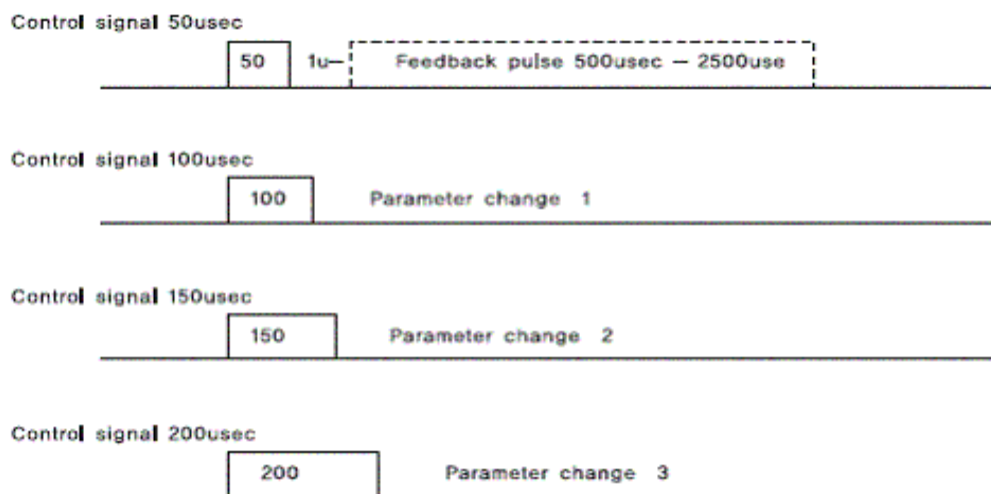 Control signal 50usec
50 1u— Feedback pulse 500usec — 2500use
Control signal 100usec
100 Parameter change 1
Control signal 150usec
150 Parameter change 2
Control signal 200usec
200 Parameter change 3